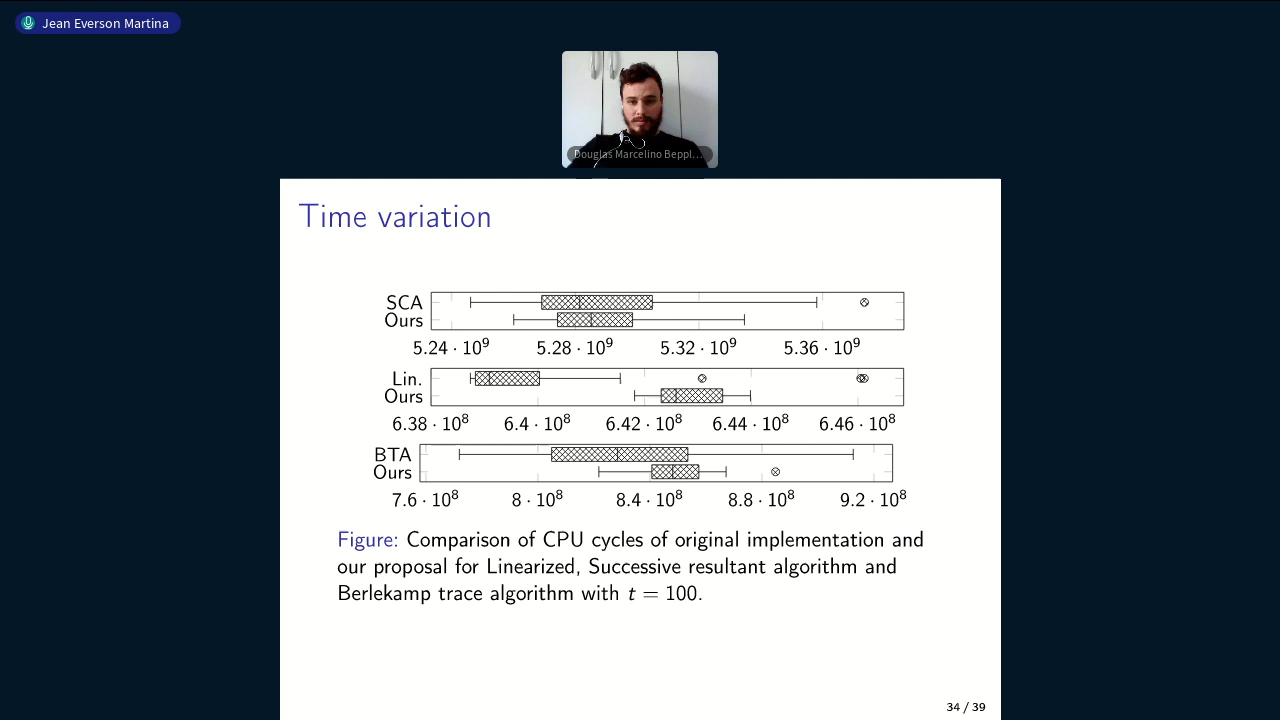 Jean Everson Martina
Douglas Marcelino Beppl...
Time variation
SCA
Ours
5.24 · 10⁹ 5.28 · 10⁹ 5.32 · 10⁹ 5.36 · 10⁹
Lin.
Ours
6.38 · 10⁸ 6.4 · 10⁸ 6.42 · 10⁸ 6.44 · 10⁸ 6.46 · 10⁸
BTA
Ours
7.6 · 10⁸ 8 · 10⁸ 8.4 · 10⁸ 8.8 · 10⁸ 9.2 · 10⁸
Figure: Comparison of CPU cycles of original implementation and
our proposal for Linearized, Successive resultant algorithm and
Berlekamp trace algorithm with t = 100.
34 / 39